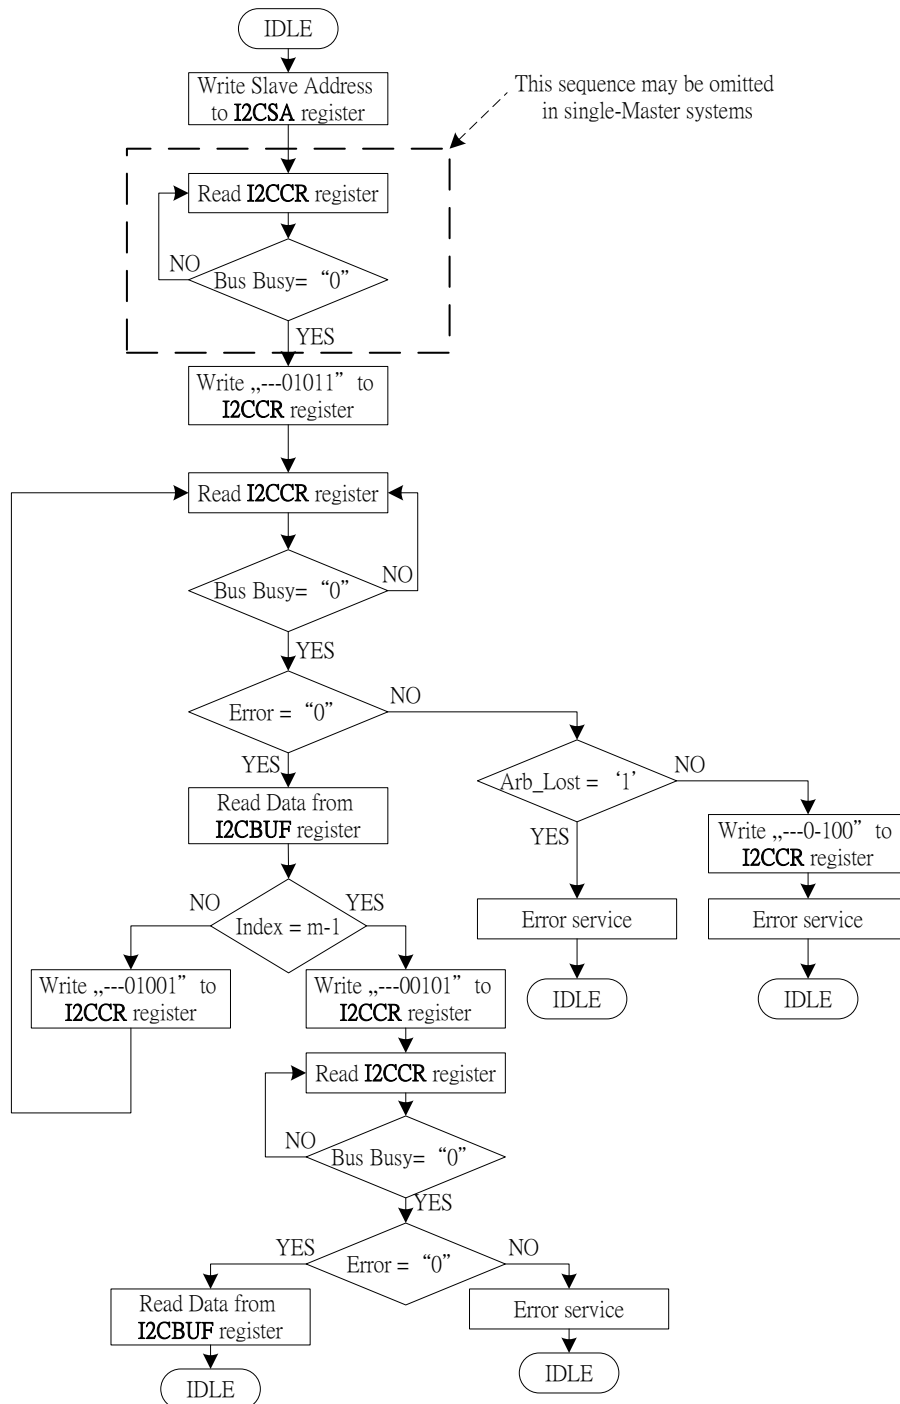 IDLE
Write Slave Address
to I2CSA register
This sequence may be omitted
in single-Master systems
Read I2CCR register
NO
Bus Busy= “0”
YES
Write „---01011” to
I2CCR register
Read I2CCR register
Bus Busy= “0”
NO
YES
Error = “0”
NO
YES
Arb_Lost = ‘1’
NO
YES
Read Data from
I2CBUF register
Write „---0-100” to
I2CCR register
NO
Index = m-1
YES
Error service
Error service
Write „---01001” to
I2CCR register
Write „---00101” to
I2CCR register
IDLE
IDLE
Read I2CCR register
NO
Bus Busy= “0”
YES
YES
Error = “0”
NO
Read Data from
I2CBUF register
Error service
IDLE
IDLE